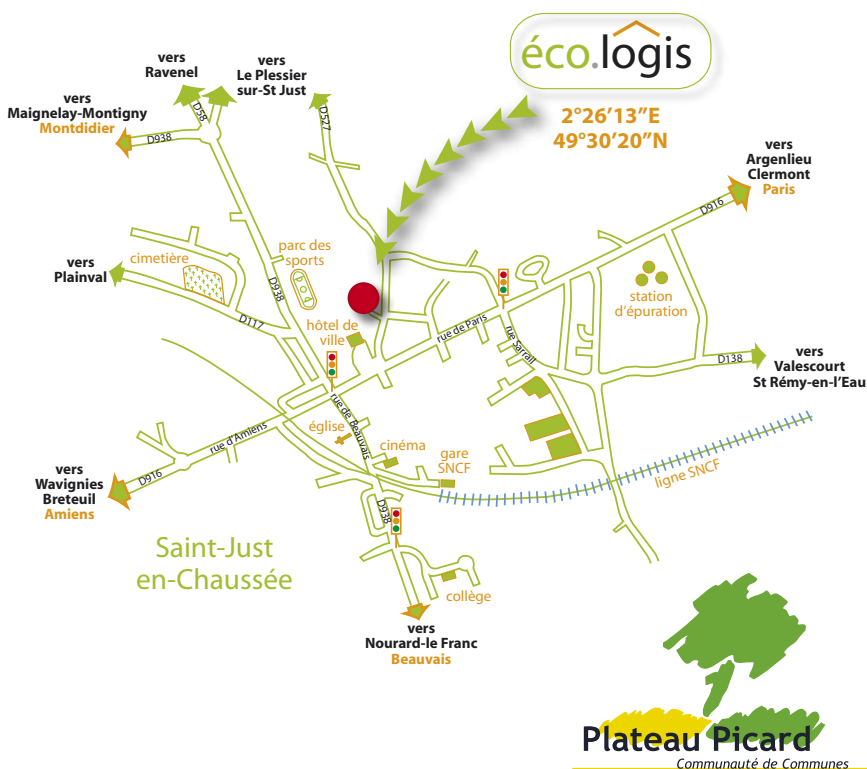 éco.logis
2°26’13’’E
49°30’20’’N
vers
Ravenel
vers
Le Plessier
sur-St Just
vers
Maignelay-Montigny
Montdidier
D938
D58
D527
vers
Argenlieu
Clermont
Paris
D916
vers
Plainval
cimetière
parc des
sports
D938
D117
hôtel de
ville
rue de Paris
rue Sarrail
station
d’épuration
D138
vers
Valescourt
St Rémy-en-l’Eau
rue d’Amiens
rue de Beauvais
église
cinéma
gare
SNCF
ligne SNCF
vers
Wavignies
Breteuil
Amiens
D916
D938
Saint-Just
en-Chaussée
collège
vers
Nourard-le Franc
Beauvais
Plateau Picard
Communauté de Communes